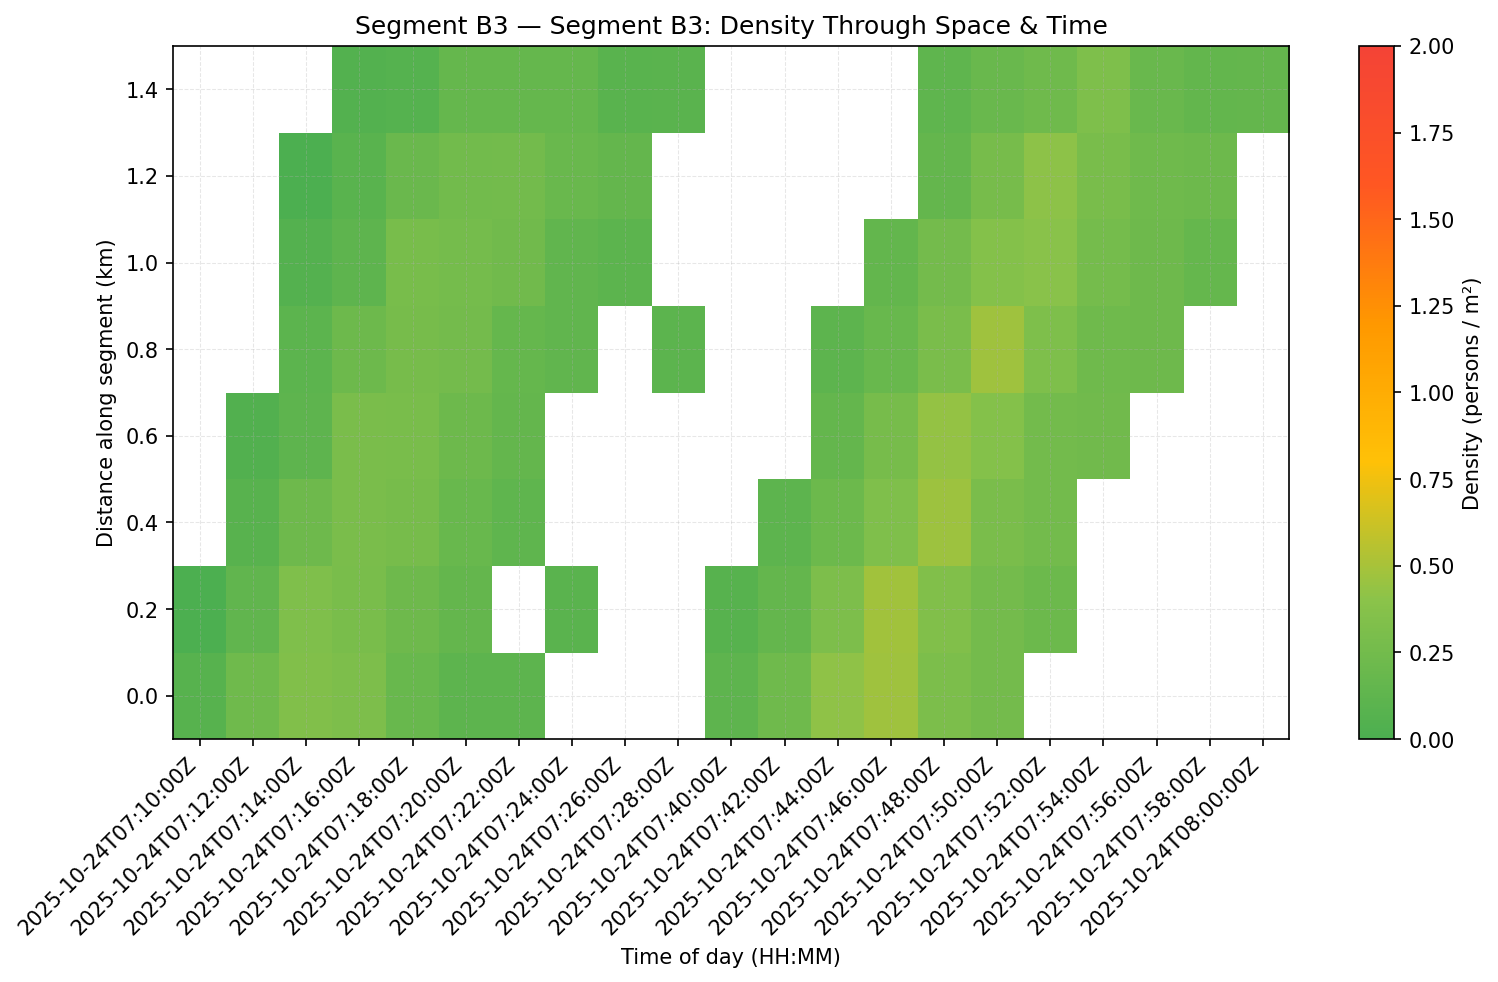 Segment B3 — Segment B3: Density Through Space & Time
Distance along segment (km)
1.4
1.2
1.0
0.8
0.6
0.4
0.2
0.0
2025-10-24T07:10:00Z
2025-10-24T07:12:00Z
2025-10-24T07:14:00Z
2025-10-24T07:16:00Z
2025-10-24T07:18:00Z
2025-10-24T07:20:00Z
2025-10-24T07:22:00Z
2025-10-24T07:24:00Z
2025-10-24T07:26:00Z
2025-10-24T07:28:00Z
2025-10-24T07:40:00Z
2025-10-24T07:42:00Z
2025-10-24T07:44:00Z
2025-10-24T07:46:00Z
2025-10-24T07:48:00Z
2025-10-24T07:50:00Z
2025-10-24T07:52:00Z
2025-10-24T07:54:00Z
2025-10-24T07:56:00Z
2025-10-24T07:58:00Z
2025-10-24T08:00:00Z
Time of day (HH:MM)
2.00
1.75
1.50
1.25
1.00
0.75
0.50
0.25
0.00
Density (persons / m²)